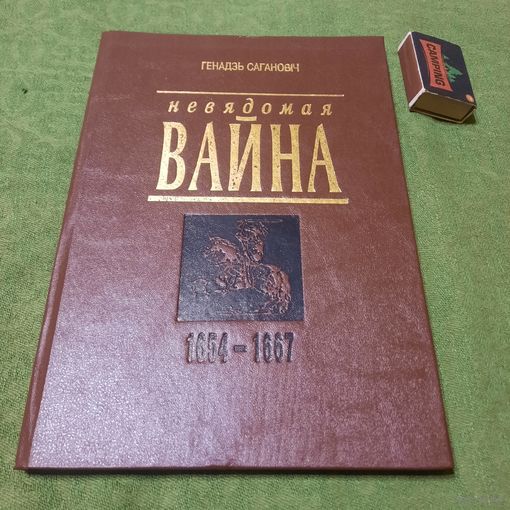 ГЕНАДЗЬ САГАНОВІЧ
невядомая
ВАЙНА
1654 – 1667
CAMPING